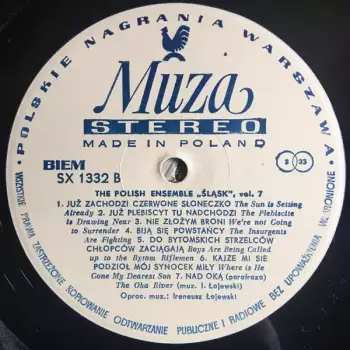 POLSKIE NAGRANIA WARSZAWA
Muza
STEREO
MADE IN POLAND
BIEM
SX 1332 B
S 33
THE POLISH ENSEMBLE „ŚLĄSK", vol. 7
1. JUŻ ZACHODZI CZERWONE SŁONECZKO The Sun is Setting
Already 2. JUŻ PLEBISCYT TU NADCHODZI The Plebiscite
is Drawing Near 3. NIE ZŁOŻYM BRONI We're not Going
to Surrender 4. BIJĄ SIĘ POWSTAŃCY The Insurgents
Are Fighting 5. DO BYTOMSKICH STRZELCÓW
CHŁOPCÓW ZACIĄGAJĄ Boys Are Being Called
up to the Bytom Riflemen 6. KAJŻE MI SIE
PODZIOŁ MÓJ SYNOCEK MIŁY Where is He
Gone My Dearest Son 7. NAD OKĄ (parafraza)
The Oka River (muz. I. Łojewski)
Oprac. muz.: Ireneusz Łojewski
WSZYSTKIE PRAWA ZASTRZEŻONE KOPIOWANIE ODTWARZANIE PUBLICZNE I RADIOWE BEZ UPOWAŻNIENIA WZBRONIONE